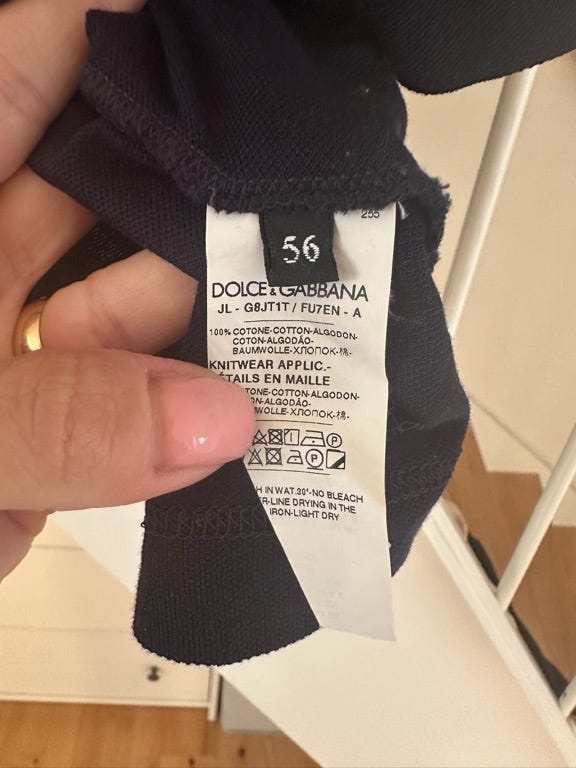 255
56
DOLCE & GABBANA
JL - G8JT1T / FU7EN - A
100% COTONE-COTTON-ALGODON-
COTON-ALGODÃO-
BAUMWOLLE-ХЛОПОК-棉-
KNITWEAR APPLIC.-
DÉTAILS EN MAILLE
TONE-COTTON-ALGODON-
ON-ALGODÃO-
WOLLE-ХЛОПОК-棉-
H IN WAT.30°-NO BLEACH
ER-LINE DRYING IN THE
IRON-LIGHT DRY